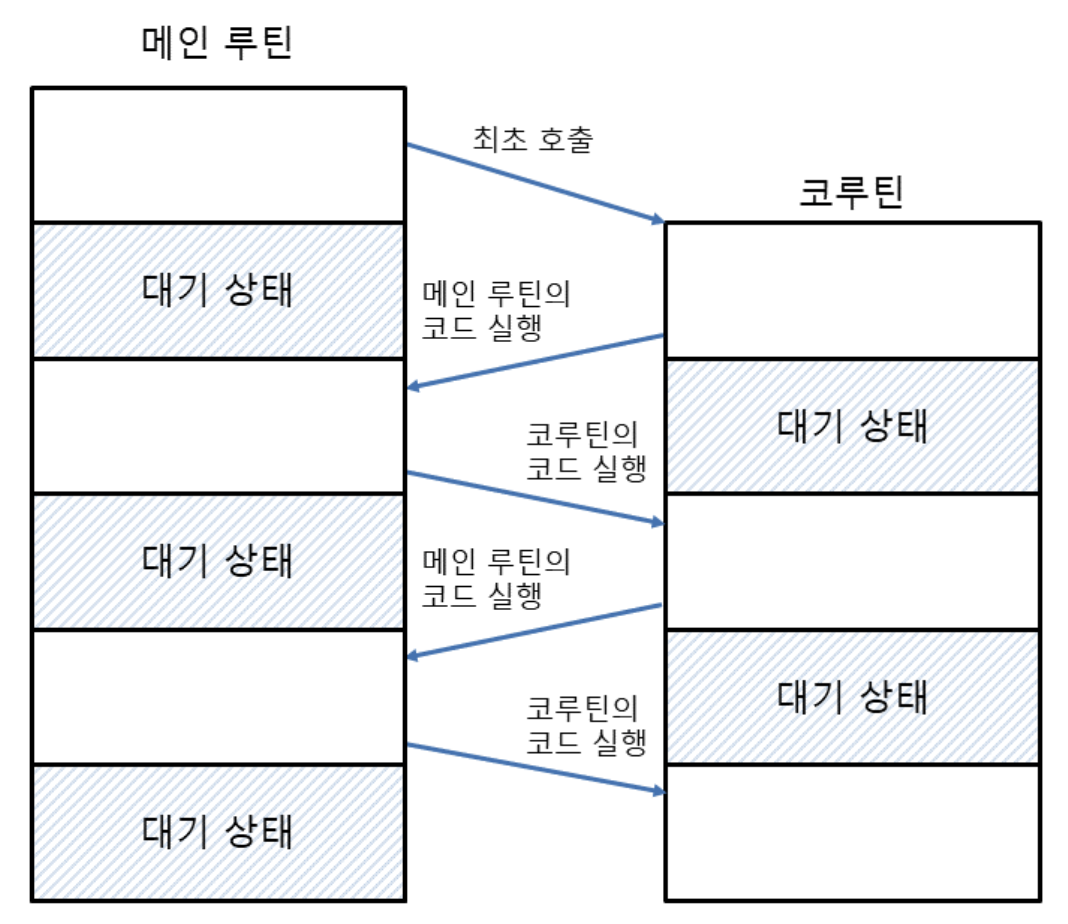 메인 루틴
최초 호출
코루틴
대기 상태
메인 루틴의
코드 실행
코루틴의
코드 실행
대기 상태
대기 상태
메인 루틴의
코드 실행
대기 상태
코루틴의
코드 실행
대기 상태